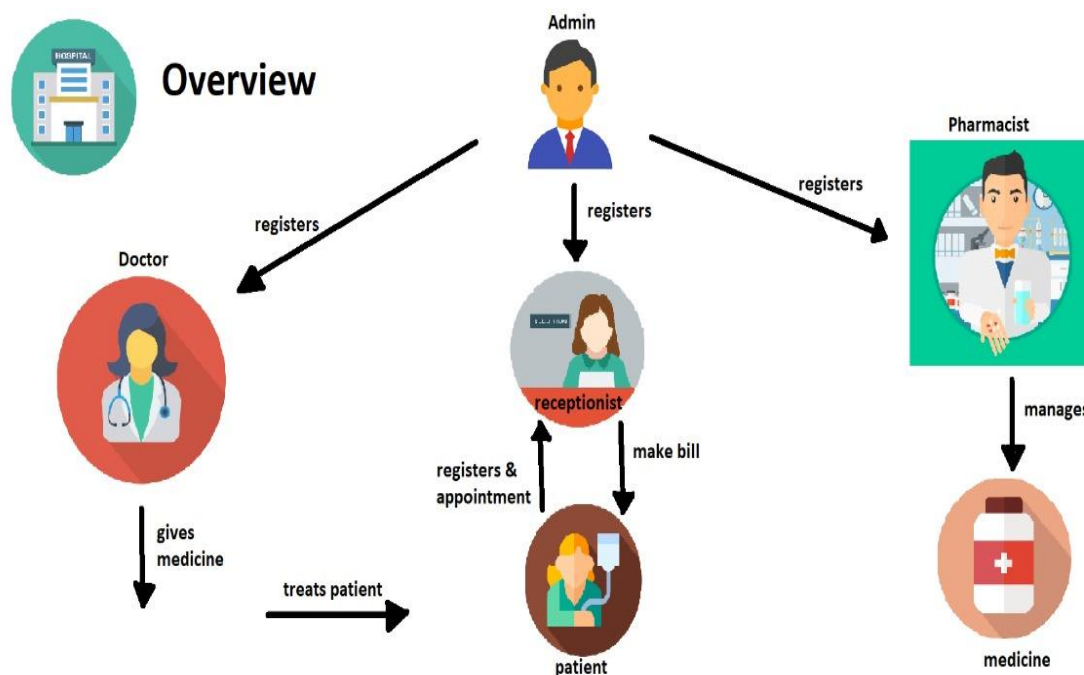 HOSPITAL
Overview
Admin
Pharmacist
registers
registers
registers
Doctor
receptionist
manages
registers &
appointment
make bill
gives
medicine
treats patient
patient
medicine